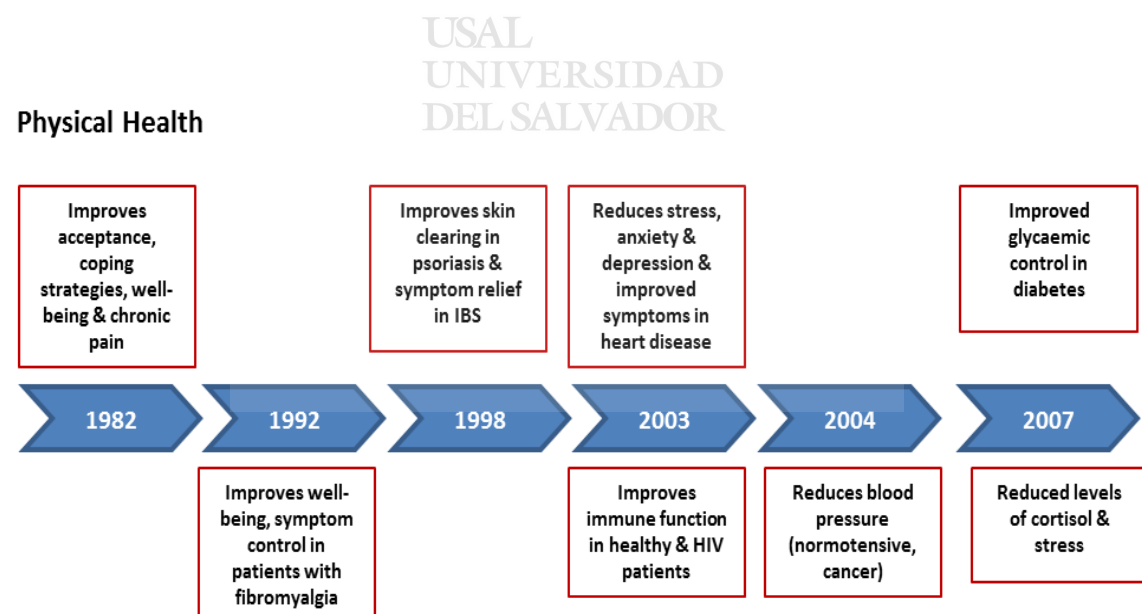 USAL
UNIVERSIDAD
DEL SALVADOR
Physical Health
Improves
acceptance,
coping
strategies, well-
being & chronic
pain
Improves skin
clearing in
psoriasis &
symptom relief
in IBS
Reduces stress,
anxiety &
depression &
improved
symptoms in
heart disease
Improved
glycaemic
control in
diabetes
1982
1992
1998
2003
2004
2007
Improves well-
being, symptom
control in
patients with
fibromyalgia
Improves
immune function
in healthy & HIV
patients
Reduces blood
pressure
(normotensive,
cancer)
Reduced levels
of cortisol &
stress